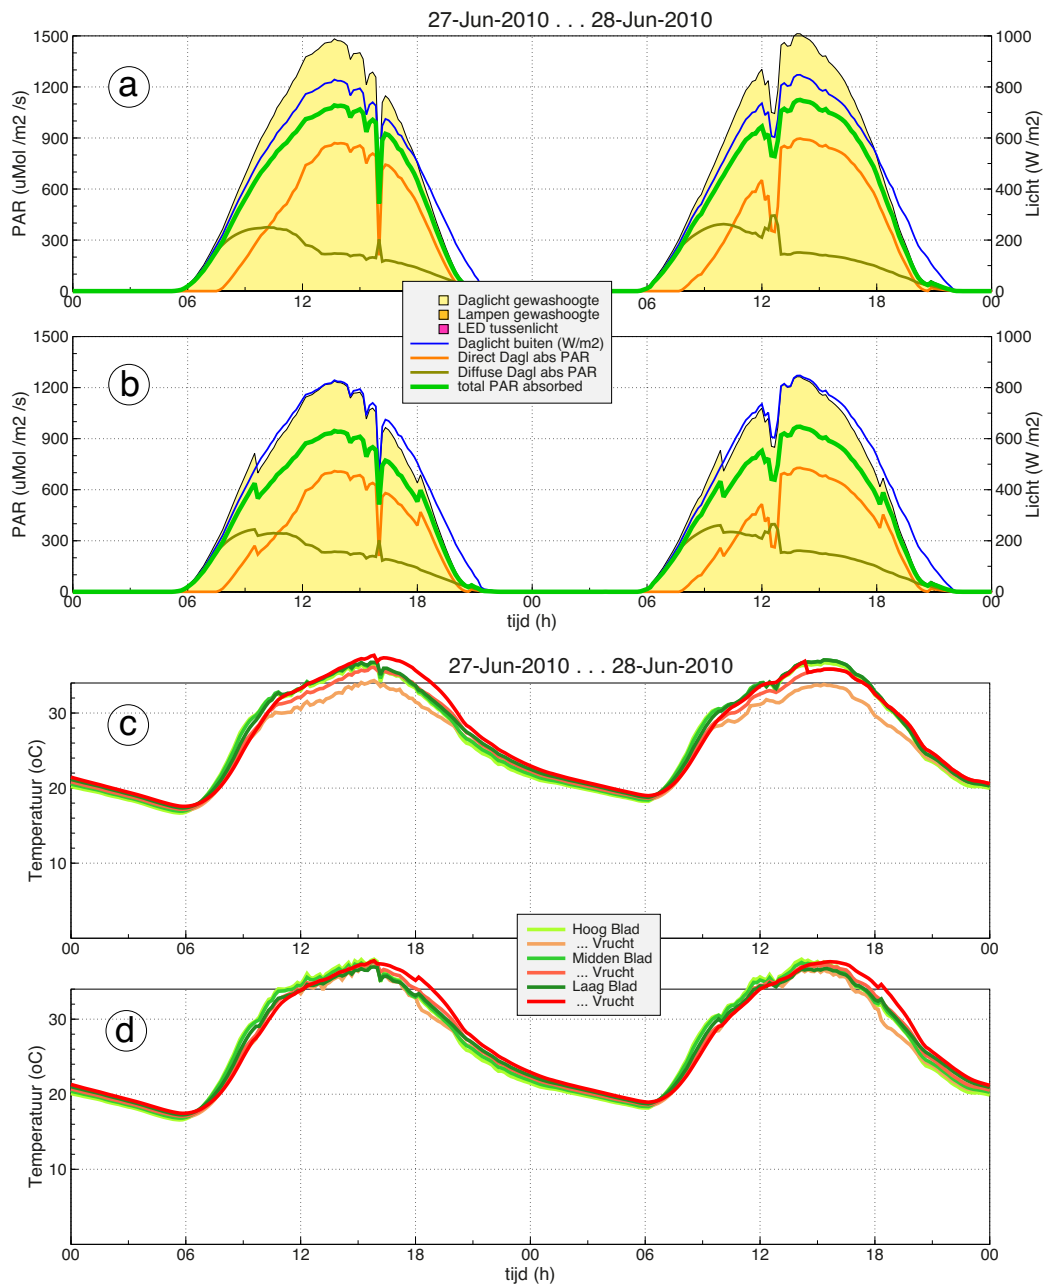 27-Jun-2010 . . . 28-Jun-2010
a
PAR (uMol /m2 /s)
1500
1200
900
600
300
00
1000
800
600
400
200
0
Licht (W /m2)
00 06 12 18 06 12 18 00
Daglicht gewashoogte
Lampen gewashoogte
LED tussenlicht
Daglicht buiten (W/m2)
Direct Dagl abs PAR
Diffuse Dagl abs PAR
total PAR absorbed
b
PAR (uMol /m2 /s)
1500
1200
900
600
300
0
1000
800
600
400
200
0
Licht (W /m2)
00 06 12 18 00 06 12 18 00
tijd (h)
27-Jun-2010 . . . 28-Jun-2010
c
Temperatuur (oC)
30
20
10
00 06 12 18 00 06 12 18 00
Hoog Blad
... Vrucht
Midden Blad
... Vrucht
Laag Blad
... Vrucht
d
Temperatuur (oC)
30
20
10
00 06 12 18 00 06 12 18 00
tijd (h)